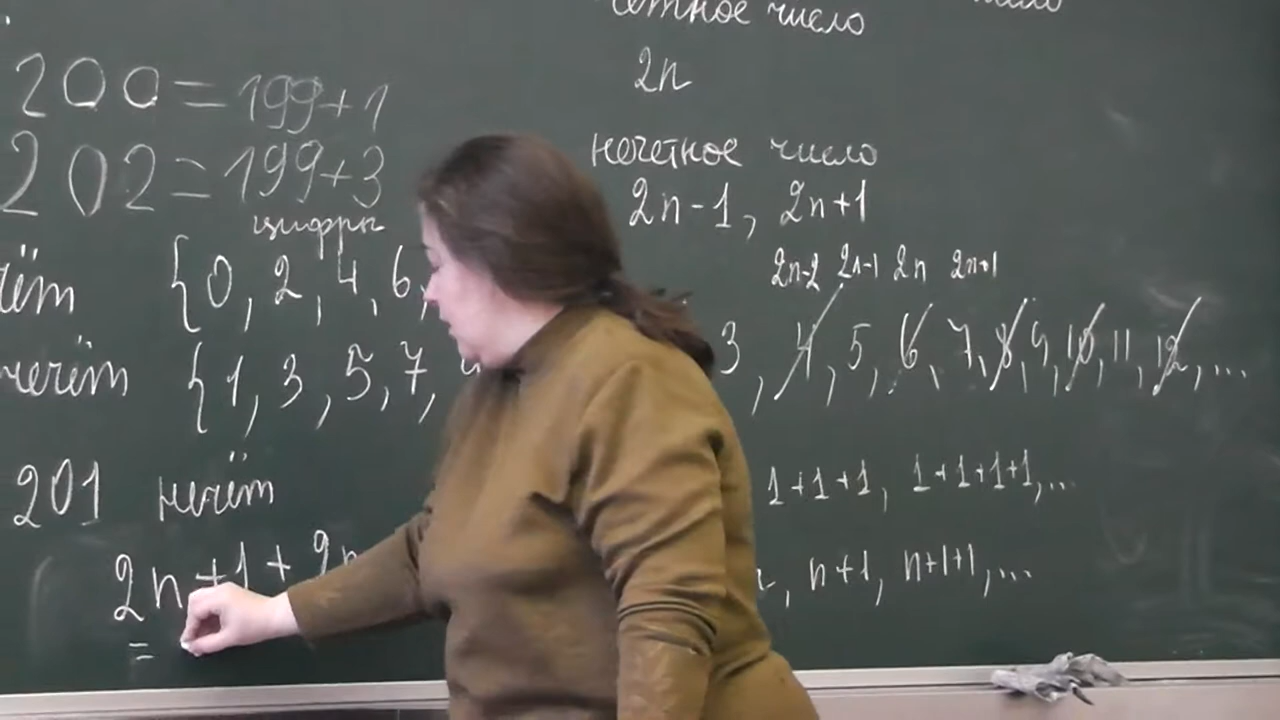 чётное число
200 = 199 + 1
2n
202 = 199 + 3
нечетное число
цифры
2n-1, 2n+1
{0, 2, 4, 6,
2n-2 2n-1 2n 2n+1
{1, 3, 5, 7,
3, 4, 5, 6, 7, 8, 9, 10, 11, 12, ...
201 нечёт
1+1+1, 1+1+1+1, ...
2n+1+2n
, n+1, n+1+1, ...
=